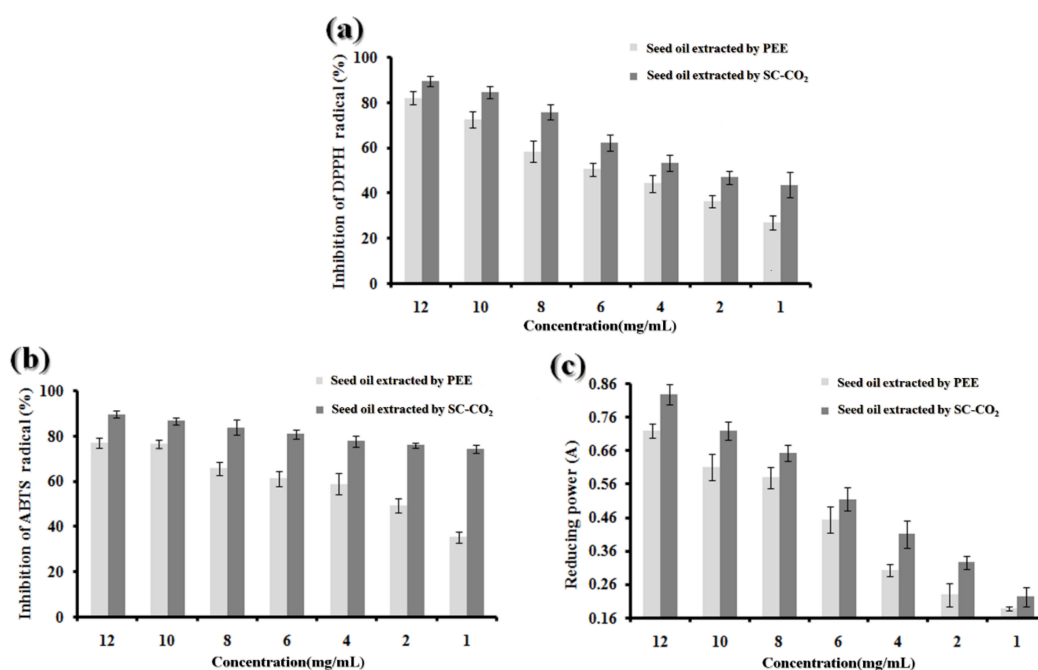 (a)
Seed oil extracted by PEE
Seed oil extracted by SC-CO₂
Inhibition of DPPH radical (%)
100
80
60
40
20
0
12 10 8 6 4 2 1
Concentration(mg/mL)
(b)
Seed oil extracted by PEE
Seed oil extracted by SC-CO₂
Inhibition of ABTS radical (%)
100
80
60
40
20
0
12 10 8 6 4 2 1
Concentration(mg/mL)
(c)
Seed oil extracted by PEE
Seed oil extracted by SC-CO₂
Reducing power (A)
0.86
0.76
0.66
0.56
0.46
0.36
0.26
0.16
12 10 8 6 4 2 1
Concentration(mg/mL)